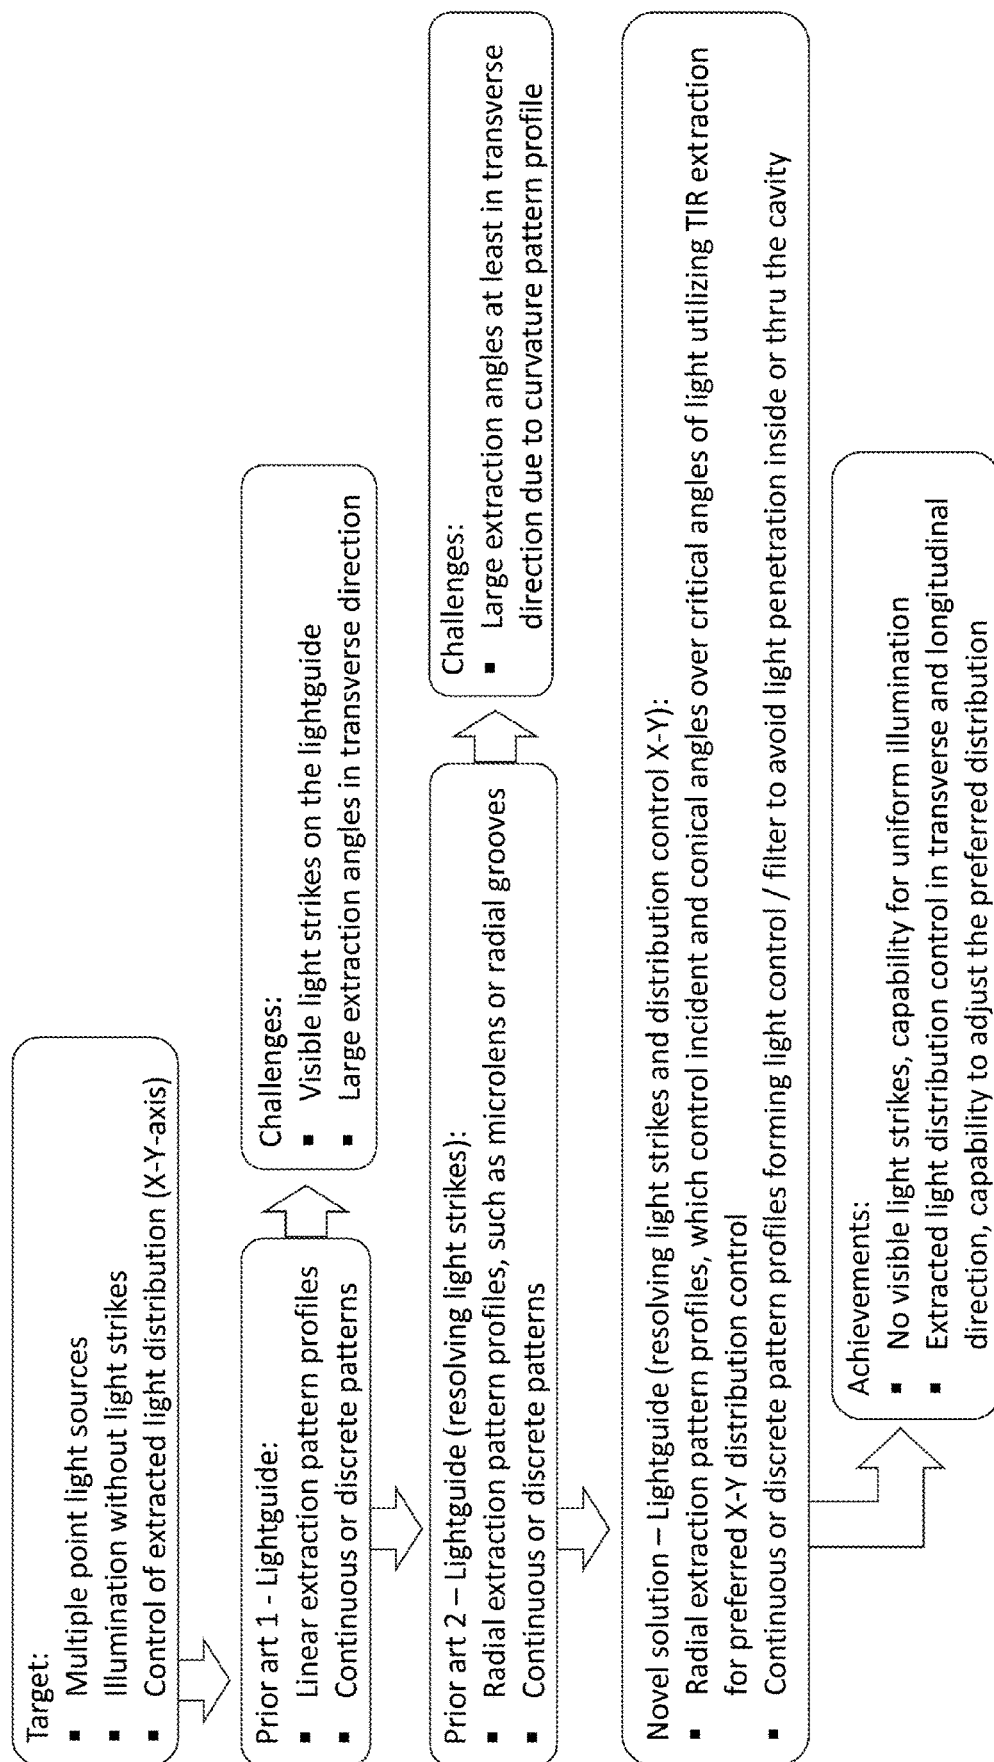 Target:
▪ Multiple point light sources
▪ Illumination without light strikes
▪ Control of extracted light distribution (X-Y-axis)
Prior art 1 - Lightguide:
▪ Linear extraction pattern profiles
▪ Continuous or discrete patterns
Challenges:
▪ Visible light strikes on the lightguide
▪ Large extraction angles in transverse direction
Prior art 2 – Lightguide (resolving light strikes):
▪ Radial extraction pattern profiles, such as microlens or radial grooves
▪ Continuous or discrete patterns
Challenges:
▪ Large extraction angles at least in transverse
direction due to curvature pattern profile
Novel solution – Lightguide (resolving light strikes and distribution control X-Y):
▪ Radial extraction pattern profiles, which control incident and conical angles over critical angles of light utilizing TIR extraction
for preferred X-Y distribution control
▪ Continuous or discrete pattern profiles forming light control / filter to avoid light penetration inside or thru the cavity
Achievements:
▪ No visible light strikes, capability for uniform illumination
▪ Extracted light distribution control in transverse and longitudinal
direction, capability to adjust the preferred distribution